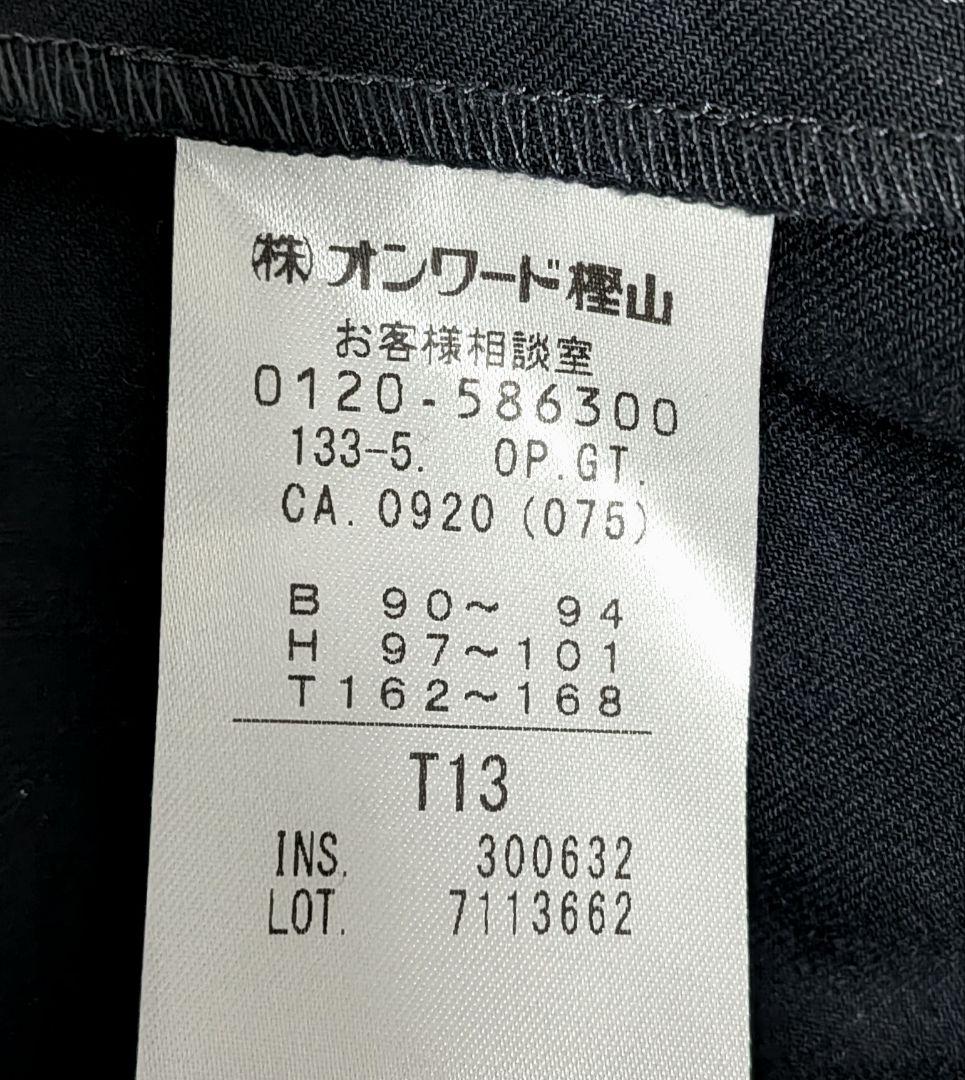 (株)オンワード樫山
お客様相談室
0120-586300
133-5. OP.GT.
CA. 0920 (075)
B 90～ 94
H 97～101
T 162～168
T13
INS. 300632
LOT. 7113662